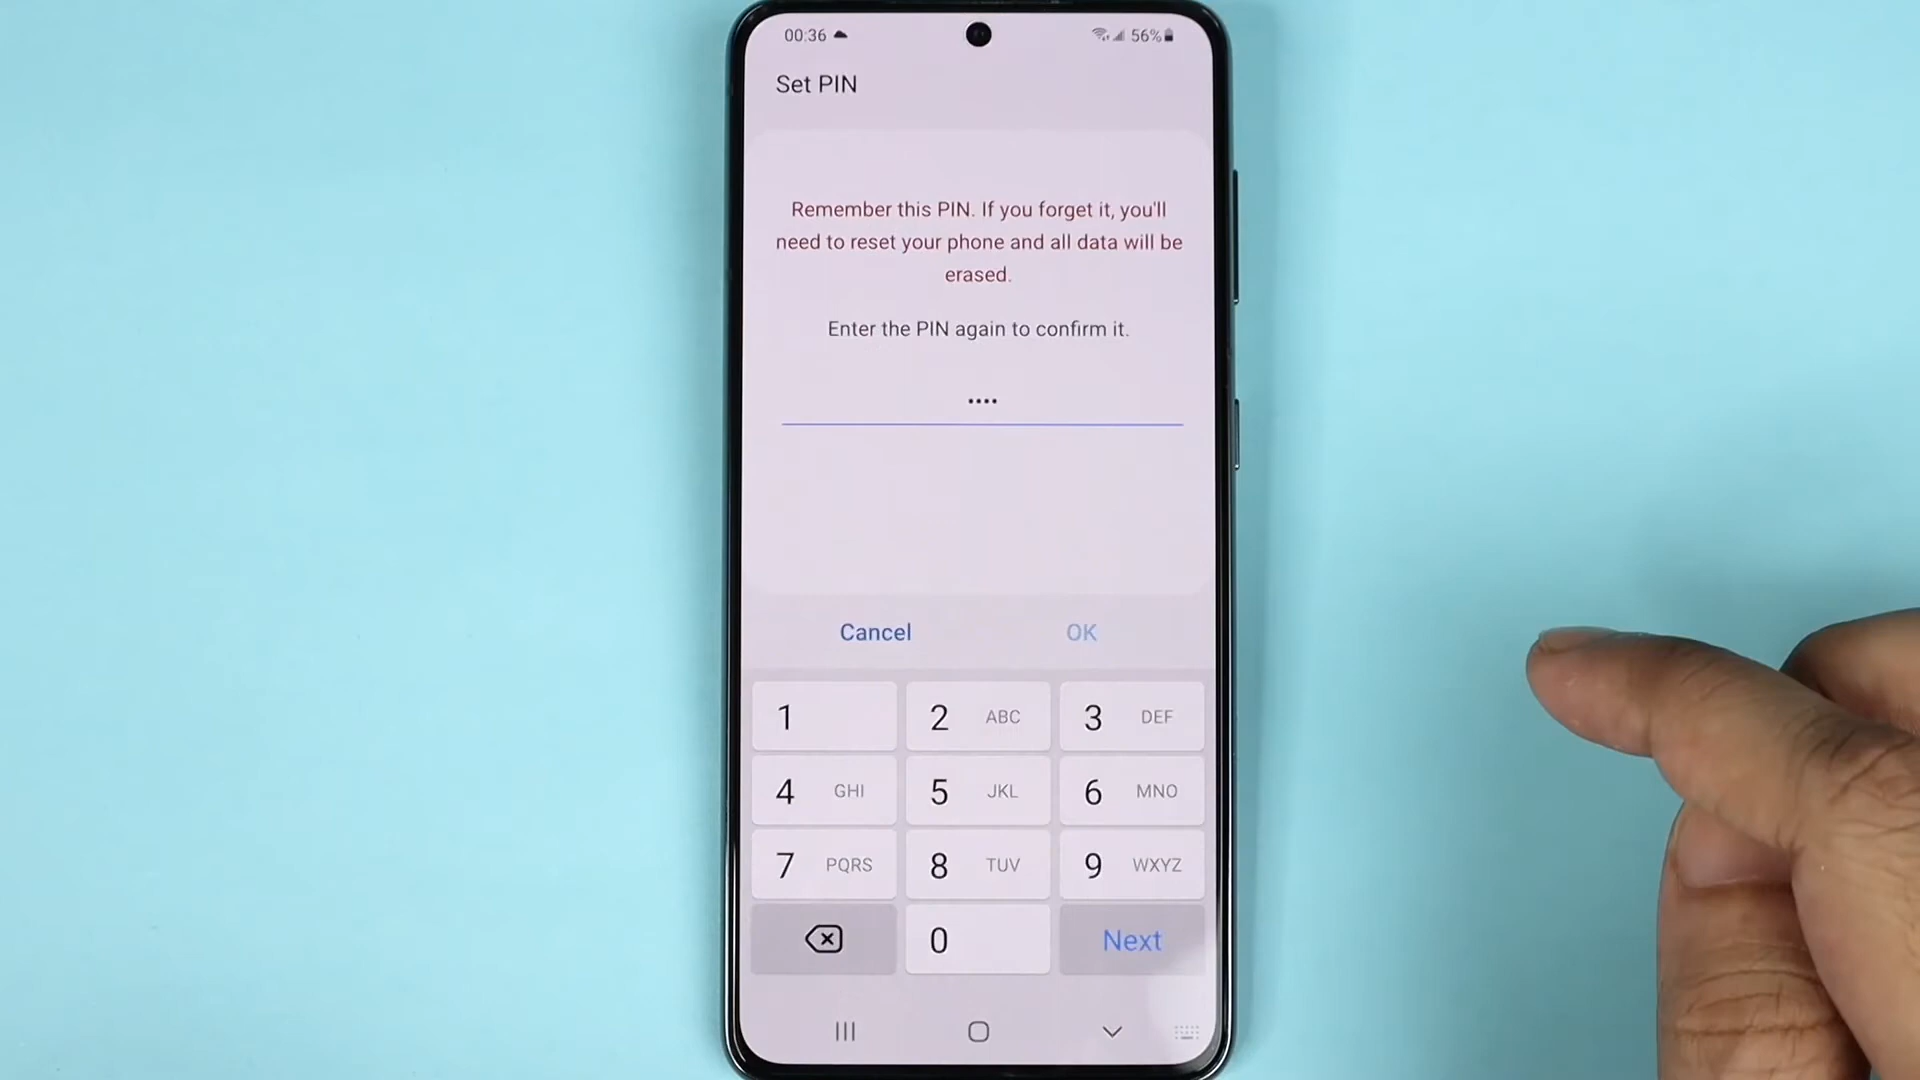 00:36
56%
Set PIN
Remember this PIN. If you forget it, you'll
need to reset your phone and all data will be
erased.
Enter the PIN again to confirm it.
••••
Cancel OK
1 2 ABC 3 DEF
4 GHI 5 JKL 6 MNO
7 PQRS 8 TUV 9 WXYZ
0 Next